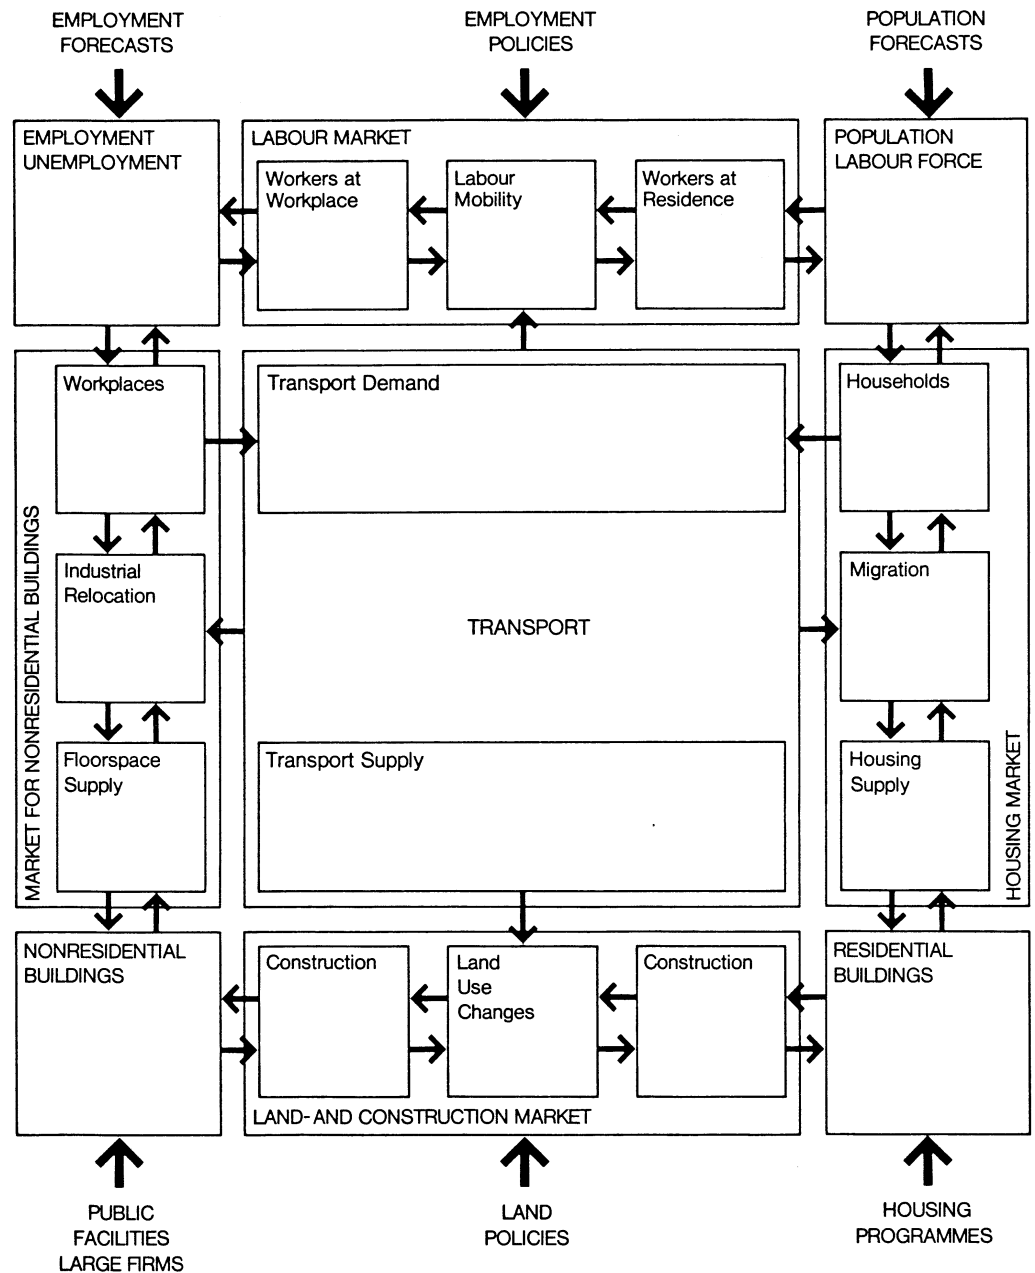 EMPLOYMENT
FORECASTS
EMPLOYMENT
POLICIES
POPULATION
FORECASTS
EMPLOYMENT
UNEMPLOYMENT
LABOUR MARKET
Workers at
Workplace
Labour
Mobility
Workers at
Residence
POPULATION
LABOUR FORCE
MARKET FOR NONRESIDENTIAL BUILDINGS
Workplaces
Industrial
Relocation
Floorspace
Supply
Transport Demand
TRANSPORT
Transport Supply
Households
Migration
Housing
Supply
HOUSING MARKET
NONRESIDENTIAL
BUILDINGS
Construction
Land
Use
Changes
Construction
LAND-AND CONSTRUCTION MARKET
RESIDENTIAL
BUILDINGS
PUBLIC
FACILITIES
LARGE FIRMS
LAND
POLICIES
HOUSING
PROGRAMMES